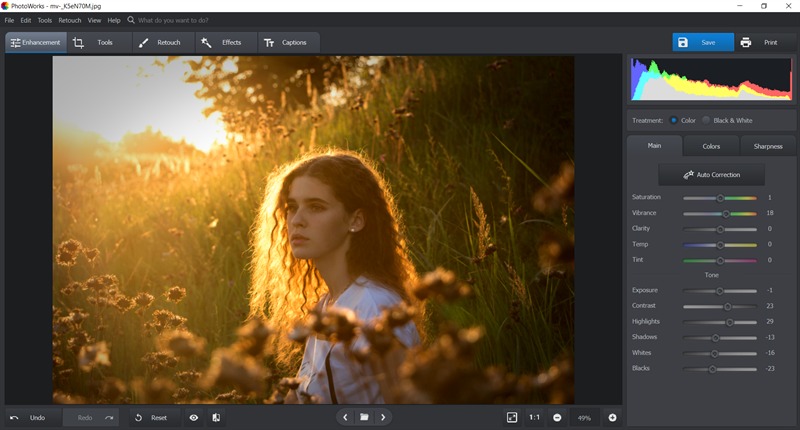 PhotoWorks - mv-_K5eN70M.jpg
File Edit Tools Retouch View Help What do you want to do?
Enhancement Tools Retouch Effects Captions Save Print
Treatment: Color Black & White
Main Colors Sharpness
Auto Correction
Saturation 1
Vibrance 18
Clarity 0
Temp 0
Tint 0
Tone
Exposure -1
Contrast 23
Highlights 29
Shadows -13
Whites -16
Blacks -23
Undo Redo Reset 1:1 49%